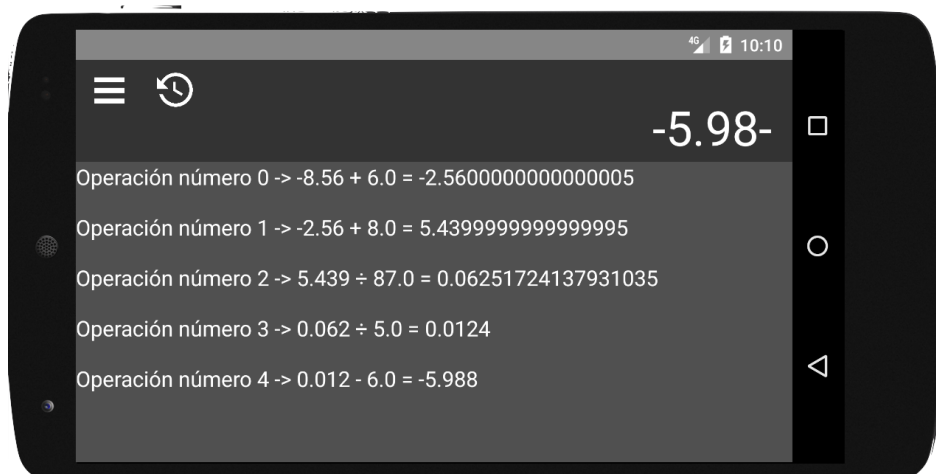 4G 10:10
-5.98-
Operación número 0 -> -8.56 + 6.0 = -2.5600000000000005
Operación número 1 -> -2.56 + 8.0 = 5.4399999999999995
Operación número 2 -> 5.439 ÷ 87.0 = 0.06251724137931035
Operación número 3 -> 0.062 ÷ 5.0 = 0.0124
Operación número 4 -> 0.012 - 6.0 = -5.988